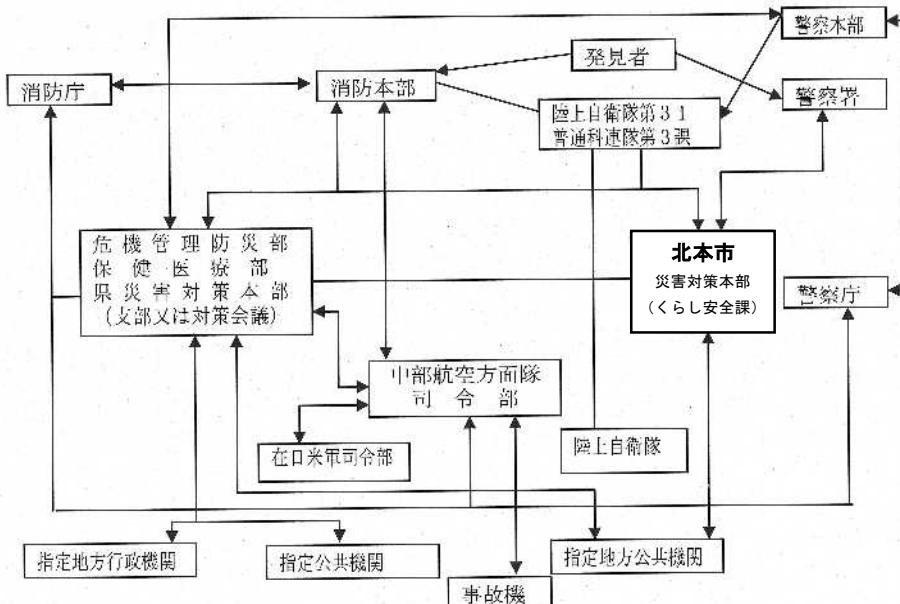 警察本部
発見者
消防庁
消防本部
警察署
陸上自衛隊第31
普通科連隊第3課
危機管理防災部
保健医療部
県災害対策本部
(支部又は対策会議)
北本市
災害対策本部
(くらし安全課)
警察庁
中部航空方面隊
司令部
在日米軍司令部
陸上自衛隊
指定地方行政機関
指定公共機関
指定地方公共機関
事故機